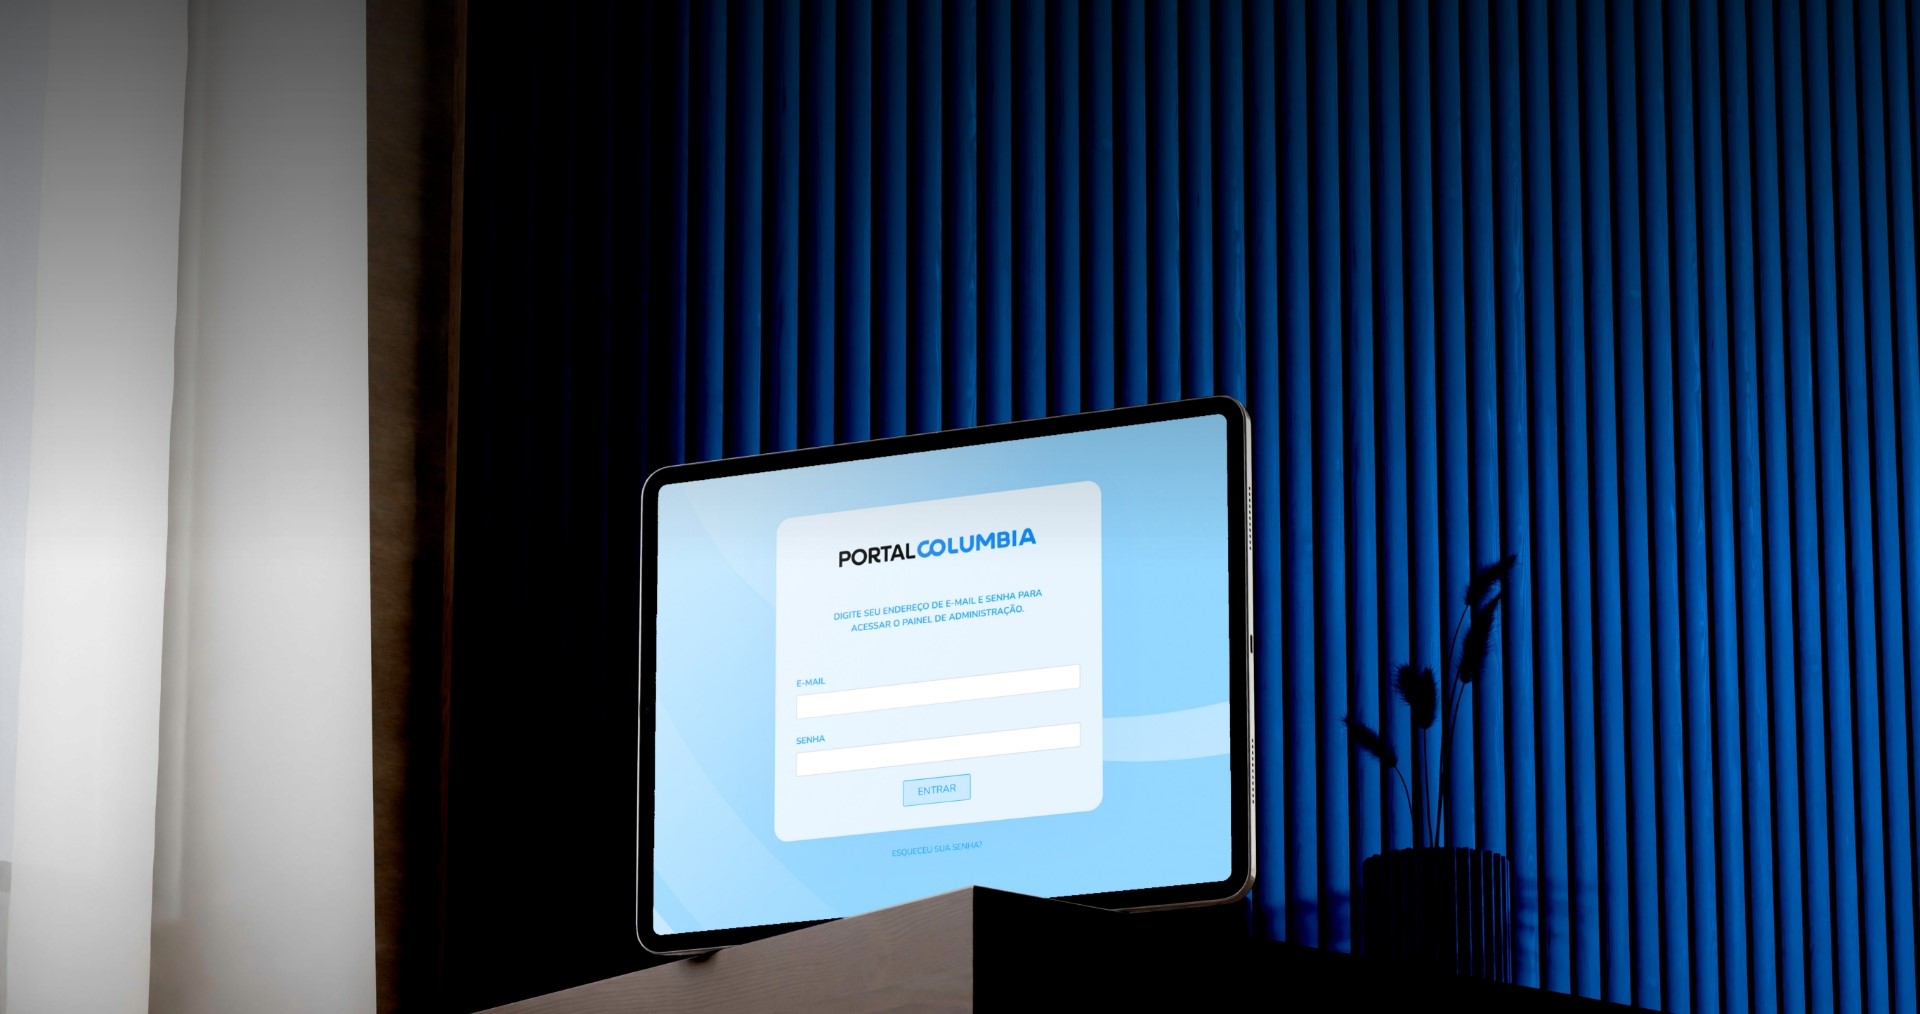 PORTALCOLUMBIA
DIGITE SEU ENDEREÇO DE E-MAIL E SENHA PARA
ACESSAR O PAINEL DE ADMINISTRAÇÃO.
E-MAIL
SENHA
ENTRAR
ESQUECEU SUA SENHA?